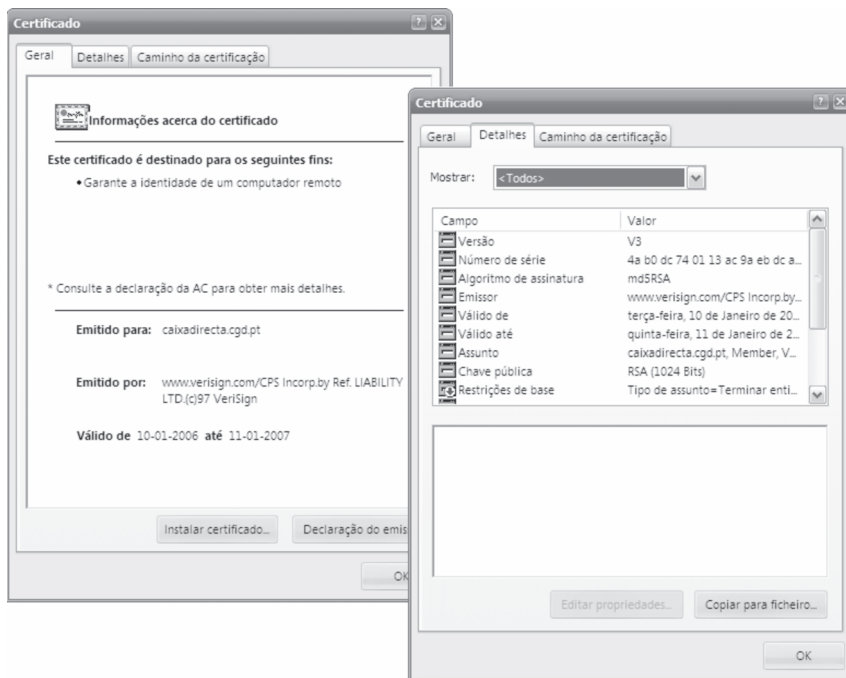 Certificado
Geral
Detalhes
Caminho da certificação
Informações acerca do certificado
Este certificado é destinado para os seguintes fins:
• Garante a identidade de um computador remoto
* Consulte a declaração da AC para obter mais detalhes.
Emitido para: caixadirecta.cgd.pt
Emitido por: www.verisign.com/CPS Incorp.by Ref. LIABILITY
LTD.(c)97 VeriSign
Válido de 10-01-2006 até 11-01-2007
Instalar certificado...
Declaração do emis
OK
Certificado
Geral
Detalhes
Caminho da certificação
Mostrar: <Todos>
Campo Valor
Versão V3
Número de série 4a b0 dc 74 01 13 ac 9a eb dc a...
Algoritmo de assinatura md5RSA
Emissor www.verisign.com/CPS Incorp.by...
Válido de terça-feira, 10 de Janeiro de 20...
Válido até quinta-feira, 11 de Janeiro de 2...
Assunto caixadirecta.cgd.pt, Member, V...
Chave pública RSA (1024 Bits)
Restrições de base Tipo de assunto=Terminar enti...
Editar propriedades...
Copiar para ficheiro...
OK